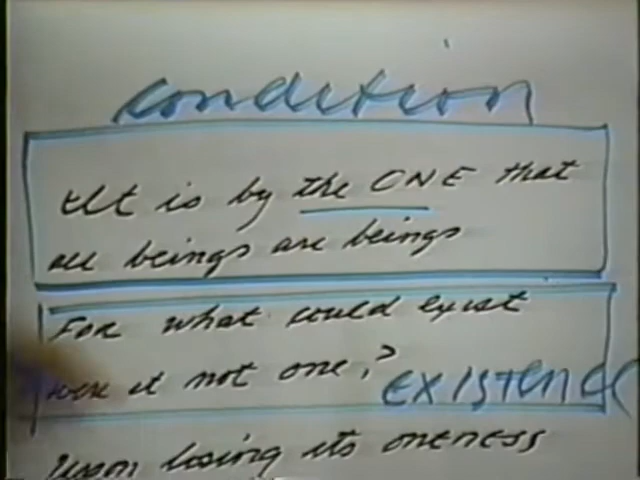 condition
It is by the ONE that
all beings are beings
For what could exist
were it not one?
EXISTENCE
Upon losing its oneness